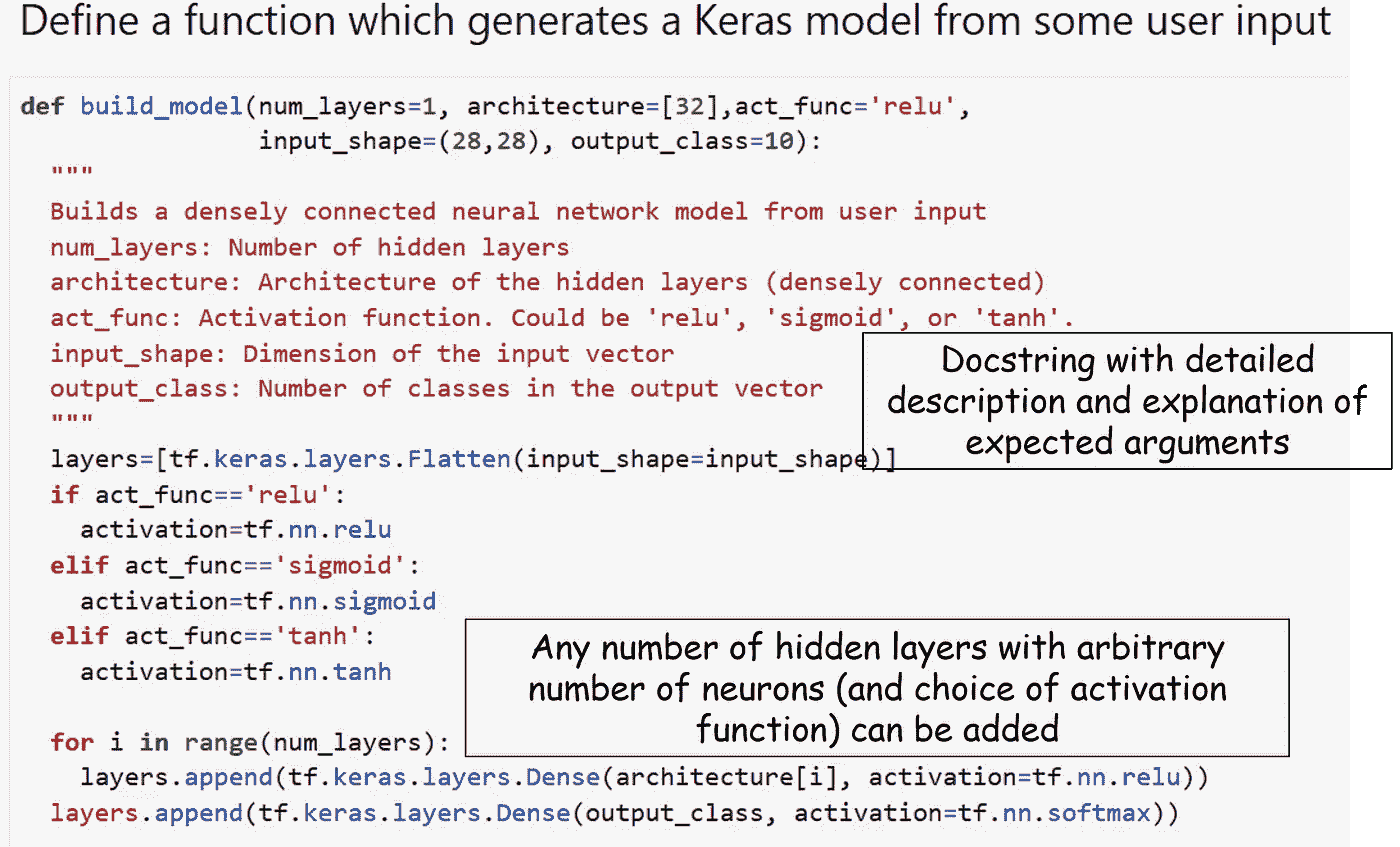 Define a function which generates a Keras model from some user input
def build_model(num_layers=1, architecture=[32],act_func='relu',
input_shape=(28,28), output_class=10):
"""
Builds a densely connected neural network model from user input
num_layers: Number of hidden layers
architecture: Architecture of the hidden layers (densely connected)
act_func: Activation function. Could be 'relu', 'sigmoid', or 'tanh'.
input_shape: Dimension of the input vector
output_class: Number of classes in the output vector
"""
Docstring with detailed
description and explanation of
expected arguments
layers=[tf.keras.layers.Flatten(input_shape=input_shape)]
if act_func=='relu':
activation=tf.nn.relu
elif act_func=='sigmoid':
activation=tf.nn.sigmoid
elif act_func=='tanh':
activation=tf.nn.tanh
Any number of hidden layers with arbitrary
number of neurons (and choice of activation
function) can be added
for i in range(num_layers):
layers.append(tf.keras.layers.Dense(architecture[i], activation=tf.nn.relu))
layers.append(tf.keras.layers.Dense(output_class, activation=tf.nn.softmax))